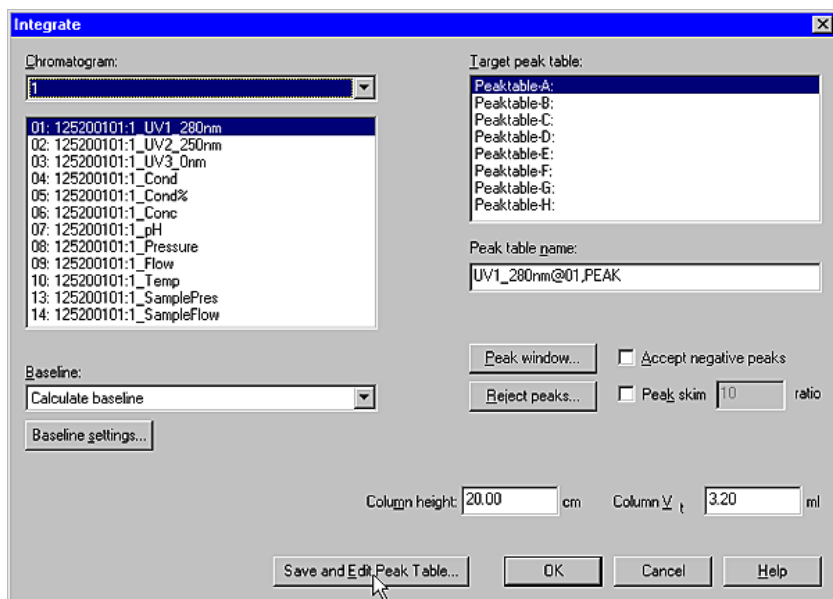 Integrate
Chromatogram:
1
01: 125200101:1_UV1_280nm
02: 125200101:1_UV2_250nm
03: 125200101:1_UV3_0nm
04: 125200101:1_Cond
05: 125200101:1_Cond%
06: 125200101:1_Conc
07: 125200101:1_pH
08: 125200101:1_Pressure
09: 125200101:1_Flow
10: 125200101:1_Temp
13: 125200101:1_SamplePres
14: 125200101:1_SampleFlow
Baseline:
Calculate baseline
Baseline settings...
Target peak table:
Peaktable-A:
Peaktable-B:
Peaktable-C:
Peaktable-D:
Peaktable-E:
Peaktable-F:
Peaktable-G:
Peaktable-H:
Peak table name:
UV1_280nm@01,PEAK
Peak window... Accept negative peaks
Reject peaks... Peak skim 10 ratio
Column height: 20.00 cm Column V t 3.20 ml
Save and Edit Peak Table... OK Cancel Help